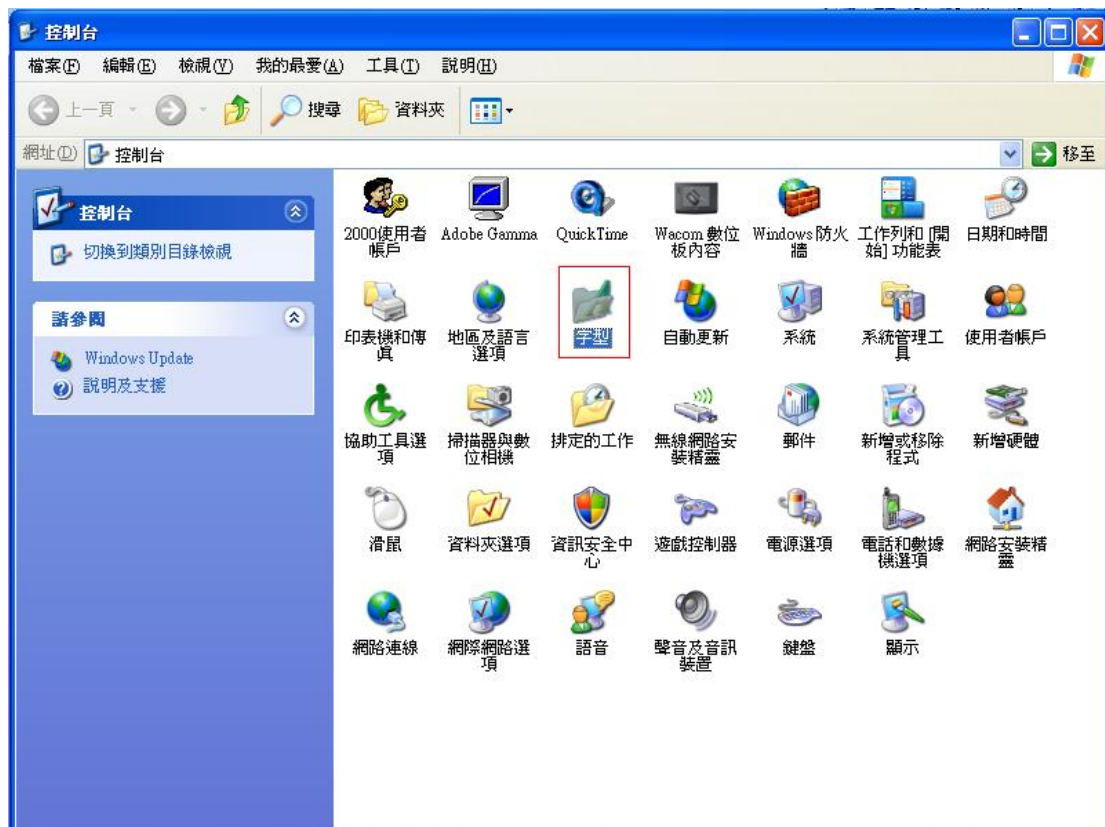 控制台
檔案(F) 編輯(E) 檢視(V) 我的最愛(A) 工具(T) 說明(H)
上一頁 搜尋 資料夾
網址(D) 控制台 移至
控制台
切換到類別目錄檢視
請參閱
Windows Update
說明及支援
2000使用者帳戶
Adobe Gamma
QuickTime
Wacom 數位板內容
Windows 防火牆
工作列和 [開始] 功能表
日期和時間
印表機和傳真
地區及語言選項
字型
自動更新
系統
系統管理工具
使用者帳戶
協助工具選項
掃描器與數位相機
排定的工作
無線網路安裝精靈
郵件
新增或移除程式
新增硬體
滑鼠
資料夾選項
資訊安全中心
遊戲控制器
電源選項
電話和數據機選項
網路安裝精靈
網路連線
網際網路選項
語音
聲音及音訊裝置
鍵盤
顯示